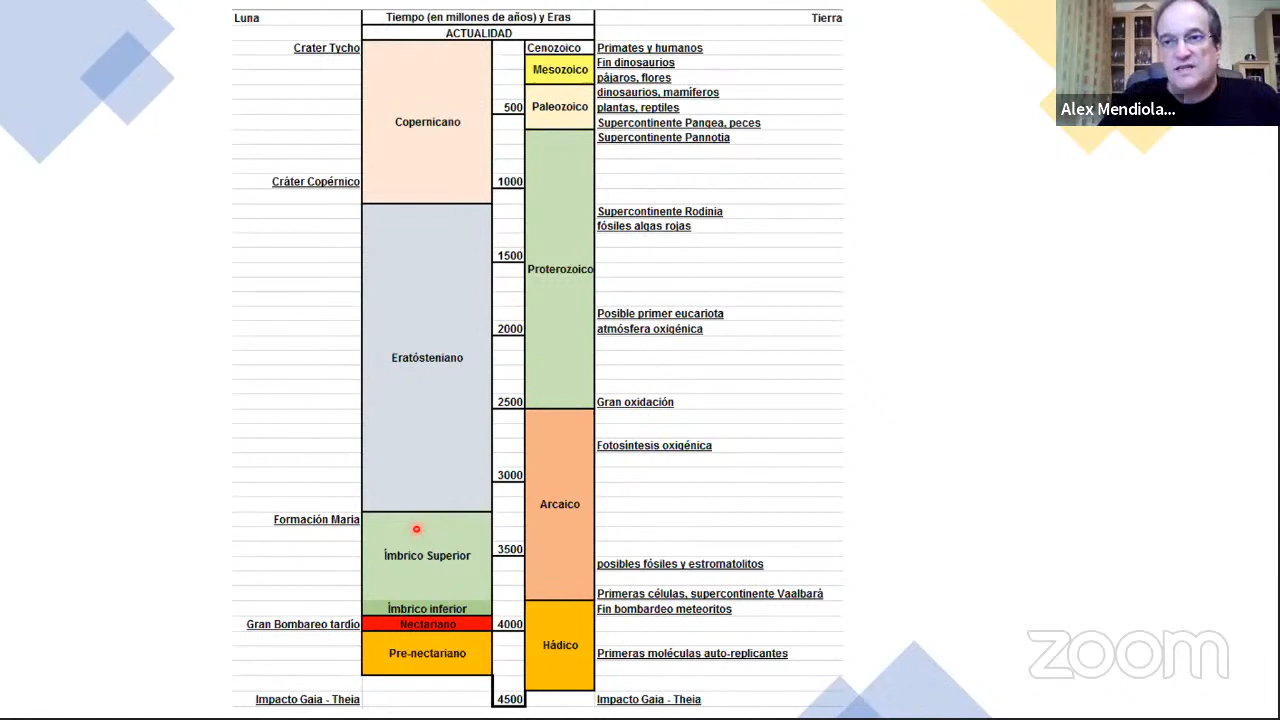 Luna Tiempo (en millones de años) y Eras Tierra
ACTUALIDAD
Crater Tycho Cenozoico Primates y humanos
Mesozoico Fin dinosaurios
pájaros, flores
dinosaurios, mamíferos
500 Paleozoico plantas, reptiles
Copernicano Supercontinente Pangea, peces
Supercontinente Pannotia
Cráter Copérnico 1000
Supercontinente Rodinia
fósiles algas rojas
1500
Proterozoico
Posible primer eucariota
2000 atmósfera oxigénica
Eratósteniano
2500 Gran oxidación
Fotosíntesis oxigénica
3000
Arcaico
Formación Maria
3500
Ímbrico Superior posibles fósiles y estromatolitos
Primeras células, supercontinente Vaalbará
Ímbrico inferior Fin bombardeo meteoritos
Gran Bombareo tardío Nectariano 4000
Hádico
Pre-nectariano Primeras moléculas auto-replicantes
Impacto Gaia - Theia 4500 Impacto Gaia - Theia
Alex Mendiola...
zoom